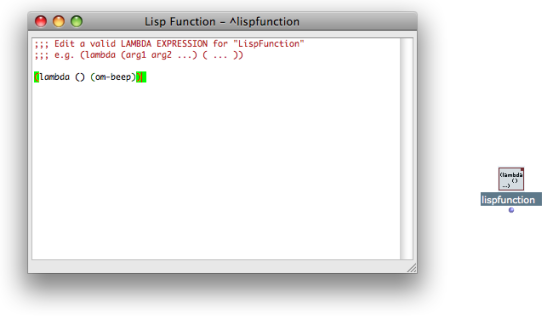 Lisp Function - ^lispfunction
;;; Edit a valid LAMBDA EXPRESSION for "LispFunction"
;;; e.g. (lambda (arg1 arg2 ...) ( ... ))
(lambda () (om-beep))
(lambda
()
...)
lispfunction